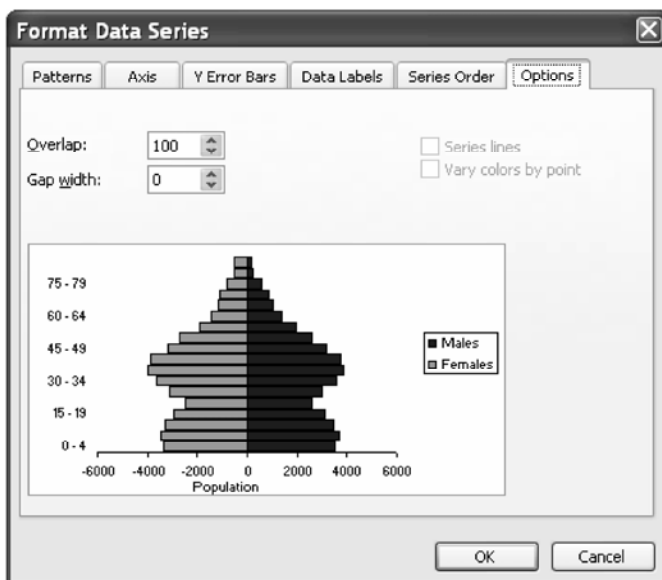 Format Data Series
Patterns Axis Y Error Bars Data Labels Series Order Options
Overlap: 100
Series lines
Vary colors by point
Gap width: 0
75 - 79
60 - 64
45 - 49
30 - 34
15 - 19
0 - 4
Males
Females
-6000 -4000 -2000 0 2000 4000 6000
Population
OK Cancel